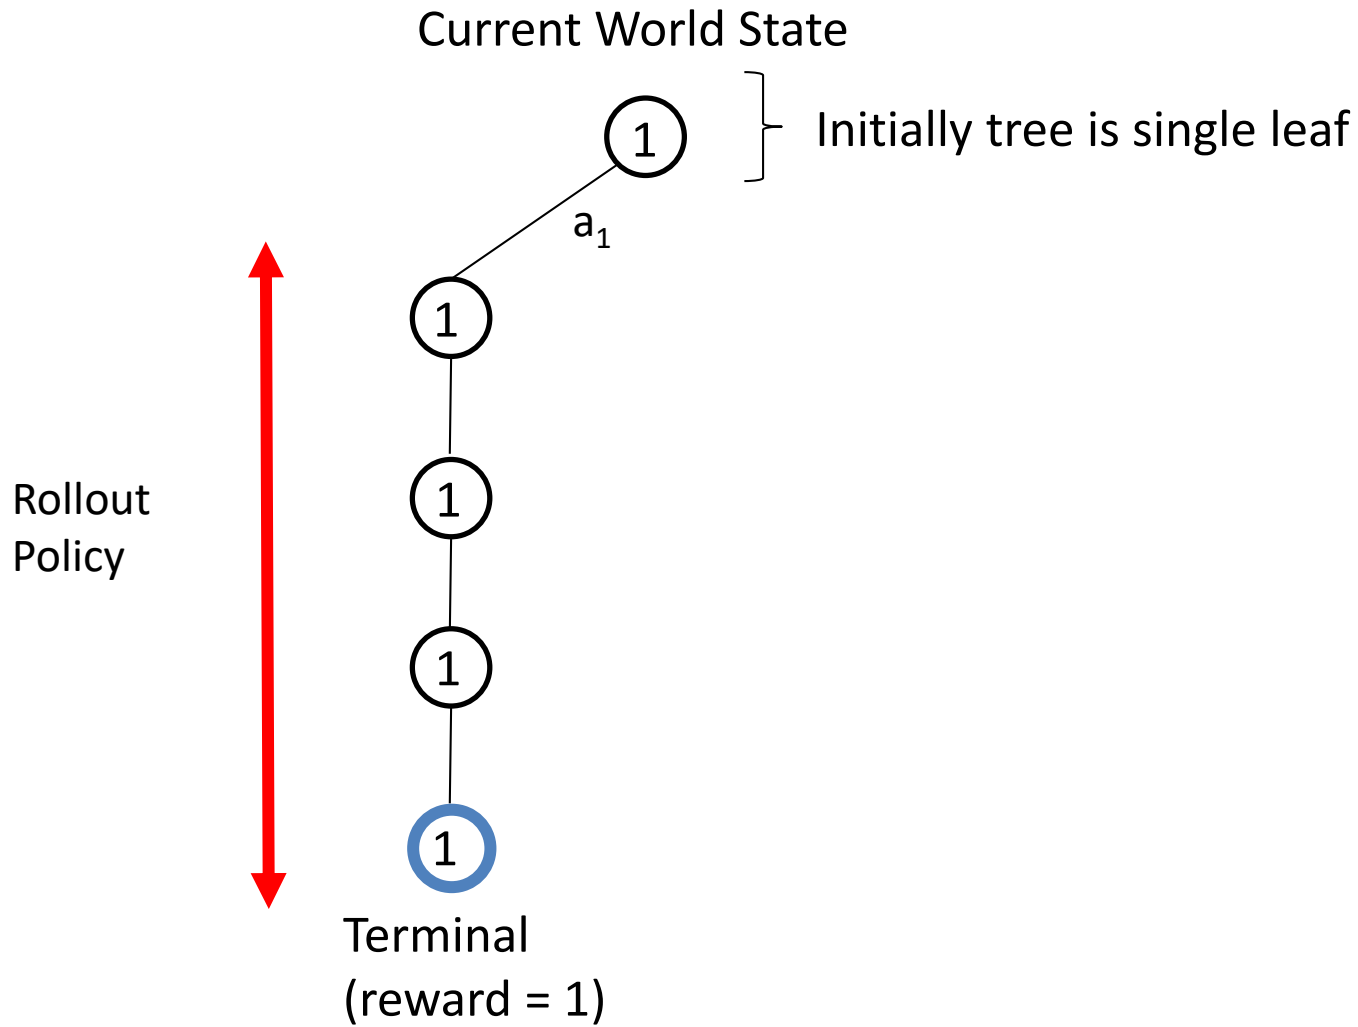 Current World State
1
Initially tree is single leaf
a1
1
1
Rollout
Policy
1
1
Terminal
(reward = 1)